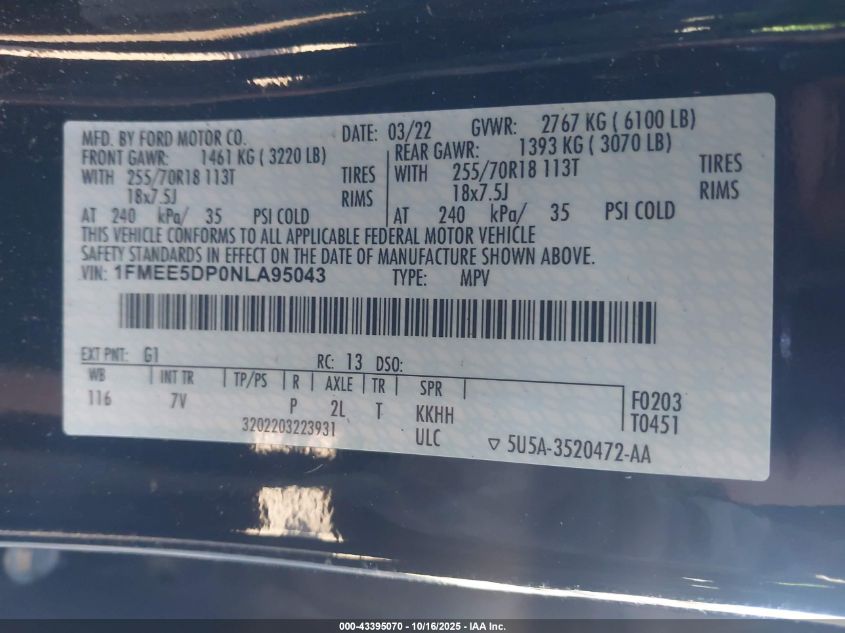 MFD. BY FORD MOTOR CO. DATE: 03/22 GVWR: 2767 KG ( 6100 LB)
FRONT GAWR: 1461 KG ( 3220 LB) REAR GAWR: 1393 KG ( 3070 LB)
WITH 255/70R18 113T TIRES WITH 255/70R18 113T TIRES
18x7.5J RIMS 18x7.5J RIMS
AT 240 kPa/ 35 PSI COLD AT 240 kPa/ 35 PSI COLD
THIS VEHICLE CONFORMS TO ALL APPLICABLE FEDERAL MOTOR VEHICLE
SAFETY STANDARDS IN EFFECT ON THE DATE OF MANUFACTURE SHOWN ABOVE.
VIN: 1FMEE5DP0NLA95043 TYPE: MPV
EXT PNT: G1 RC: 13 DSO:
WB INT TR TP/PS R AXLE TR SPR
116 7V P 2L T KKHH F0203
3202203223931 ULC T0451
5U5A-3520472-AA
000-43395070 - 10/16/2025 - IAA Inc.